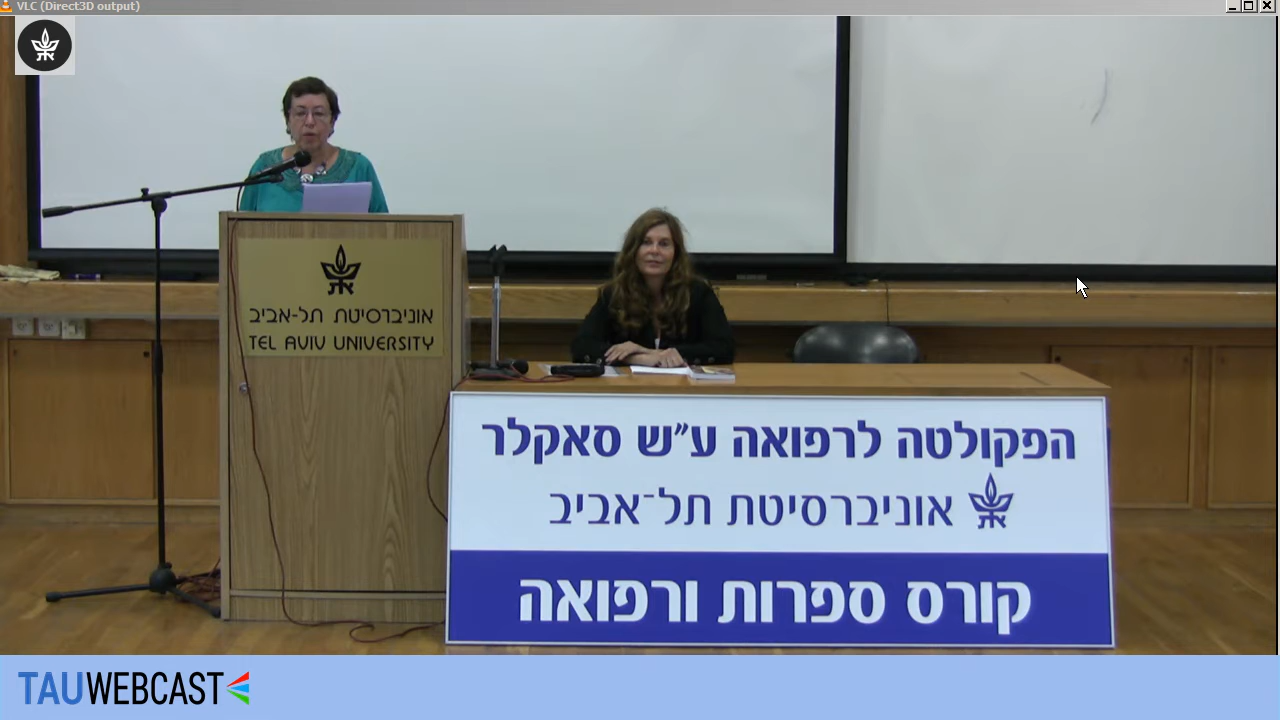 VLC (Direct3D output)
אוניברסיטת תל-אביב
TEL AVIV UNIVERSITY
הפקולטה לרפואה ע״ש סאקלר
אוניברסיטת תל־אביב
קורס ספרות ורפואה
TAUWEBCAST